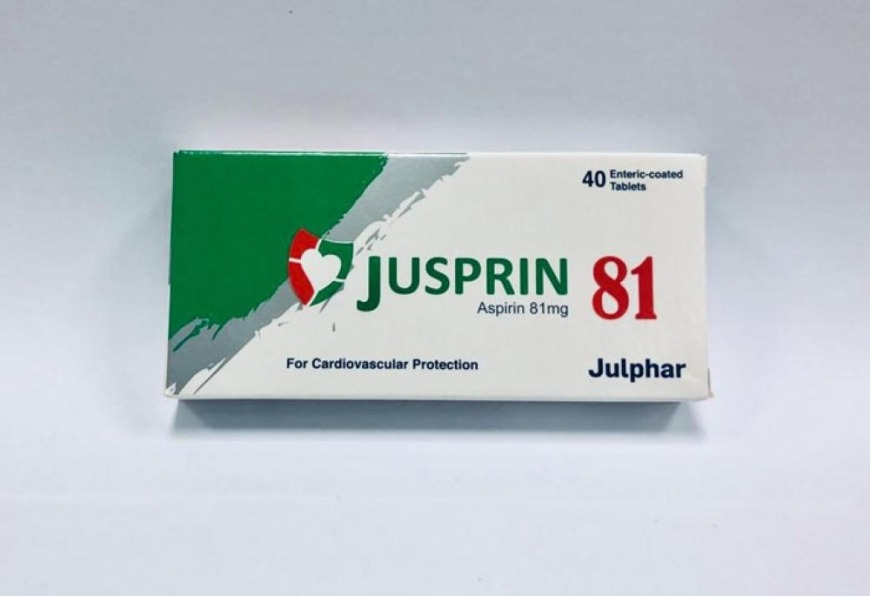 40 Enteric-coated
Tablets
JUSPRIN 81
Aspirin 81mg
For Cardiovascular Protection
Julphar